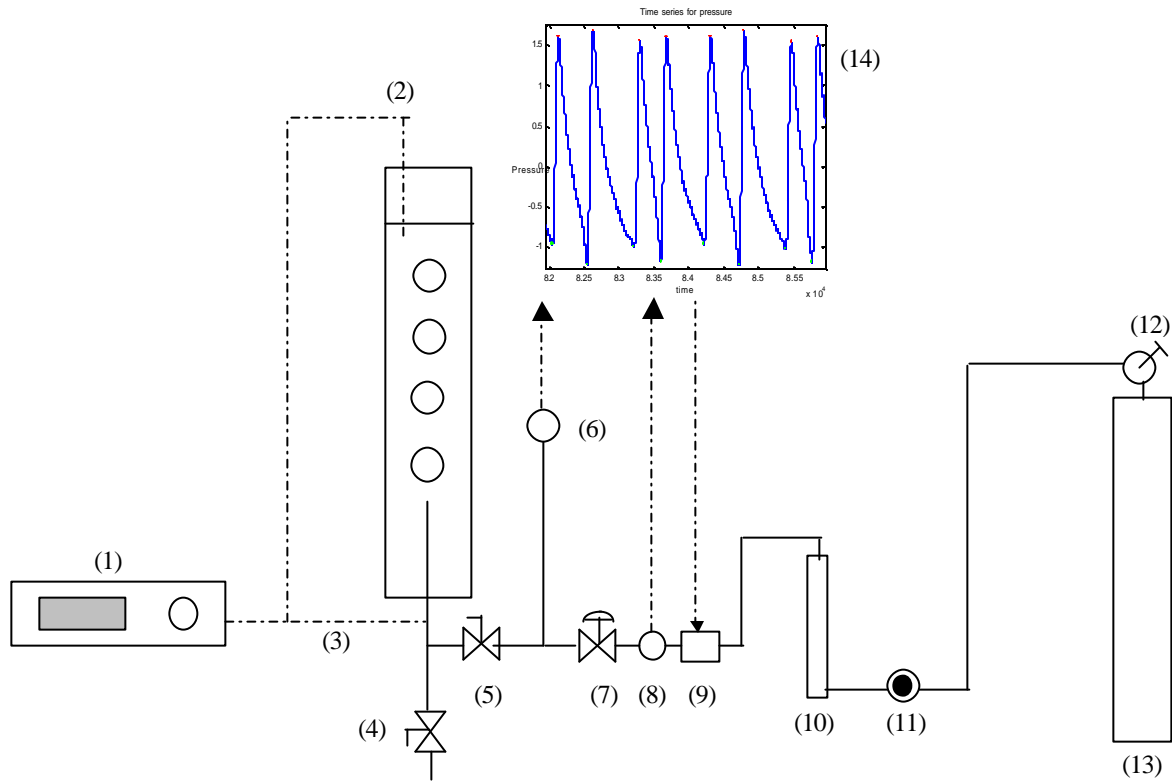 Time series for pressure
1.5
1
0.5
0
Pressure
-0.5
-1
8.2 8.25 8.3 8.35 8.4 8.45 8.5 8.55
time
x 10^4
(14)
(2)
(12)
(6)
(1)
(3)
(5) (7) (8) (9)
(10) (11)
(4)
(13)